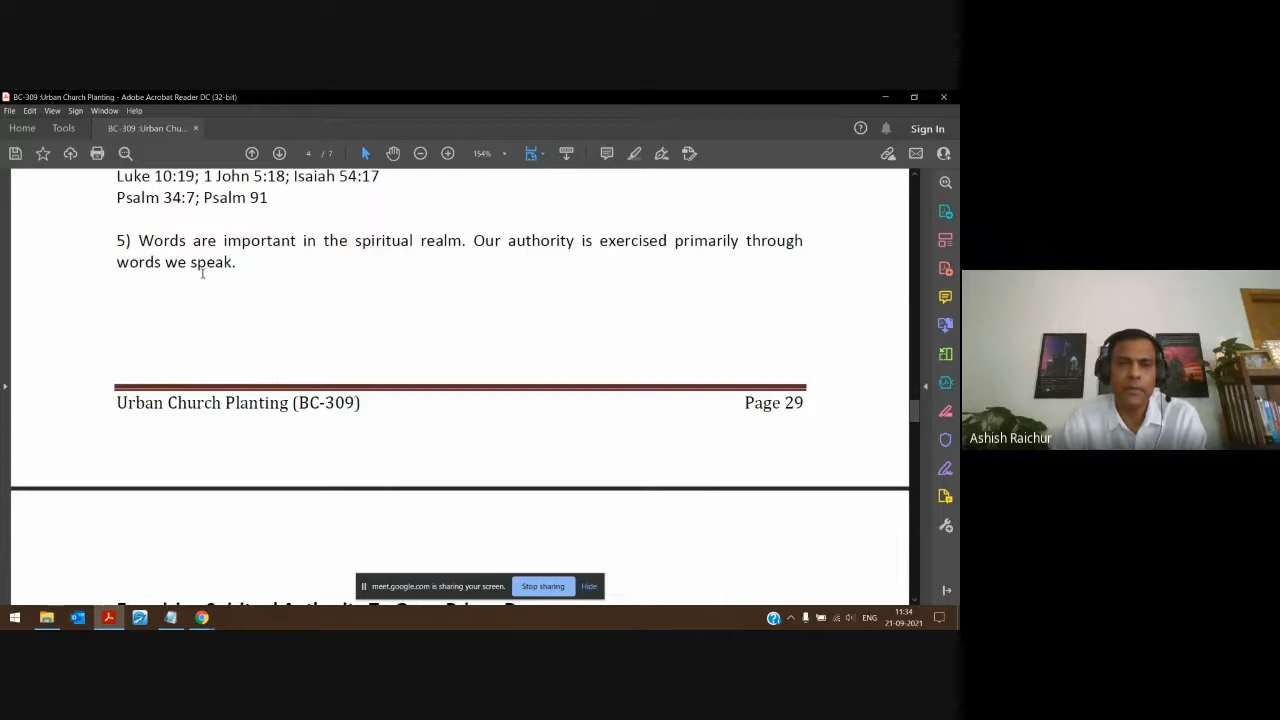 BC-309 :Urban Church Planting - Adobe Acrobat Reader DC (32-bit)
File Edit View Sign Window Help
Home Tools BC-309 :Urban Chu... × Sign In
4 / 7 154%
Luke 10:19; 1 John 5:18; Isaiah 54:17
Psalm 34:7; Psalm 91
5) Words are important in the spiritual realm. Our authority is exercised primarily through
words we speak.
Urban Church Planting (BC-309) Page 29
Ashish Raichur
meet.google.com is sharing your screen. Stop sharing Hide
ENG
11:34
21-09-2021